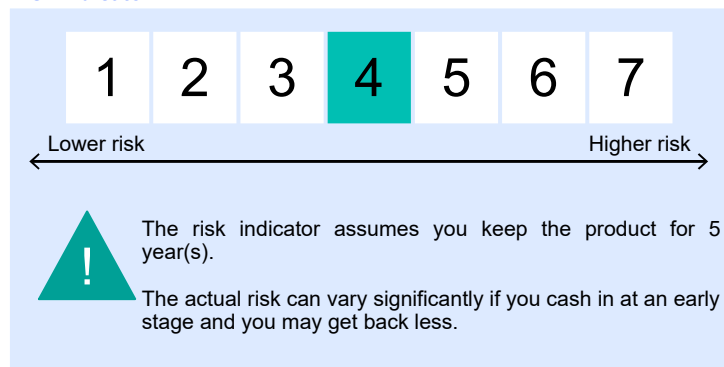 1 2 3 4 5 6 7
Lower risk Higher risk
The risk indicator assumes you keep the product for 5
year(s).
!
The actual risk can vary significantly if you cash in at an early
stage and you may get back less.